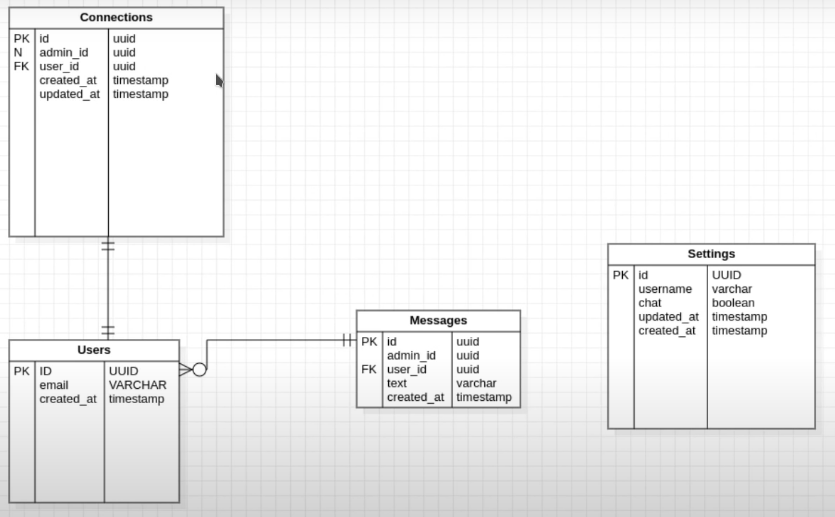 Connections
PK id uuid
N admin_id uuid
FK user_id uuid
created_at timestamp
updated_at timestamp
Users
PK ID UUID
email VARCHAR
created_at timestamp
Messages
PK id uuid
admin_id uuid
FK user_id uuid
text varchar
created_at timestamp
Settings
PK id UUID
username varchar
chat boolean
updated_at timestamp
created_at timestamp